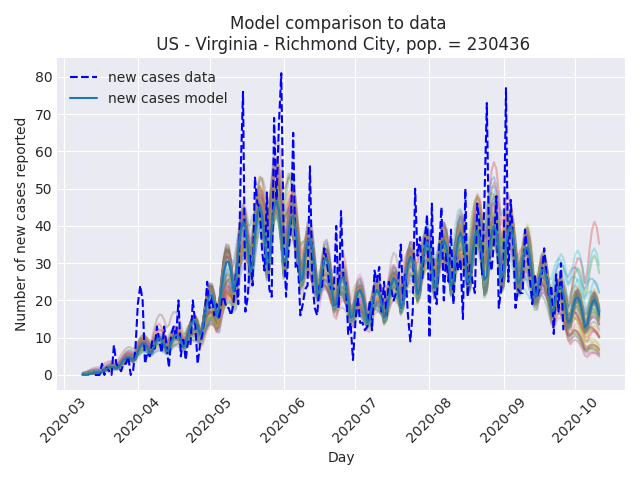 Model comparison to data
US - Virginia - Richmond City, pop. = 230436
new cases data
new cases model
Number of new cases reported
80
70
60
50
40
30
20
10
0
2020-03
2020-04
2020-05
2020-06
2020-07
2020-08
2020-09
2020-10
Day